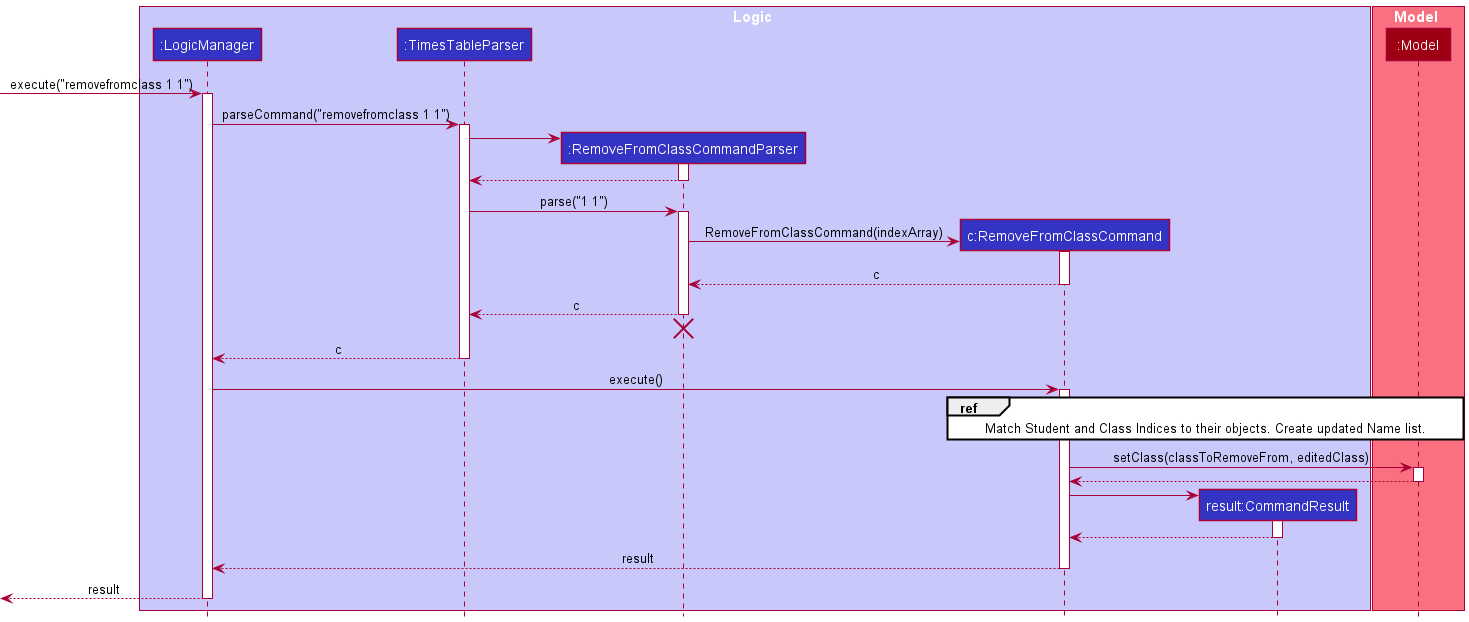 Logic
Model
:LogicManager
:TimesTableParser
:Model
execute("removefromclass 1 1")
parseCommand("removefromclass 1 1")
:RemoveFromClassCommandParser
parse("1 1")
RemoveFromClassCommand(indexArray)
c:RemoveFromClassCommand
c
c
c
execute()
ref
Match Student and Class Indices to their objects. Create updated Name list.
setClass(classToRemoveFrom, editedClass)
result:CommandResult
result
result